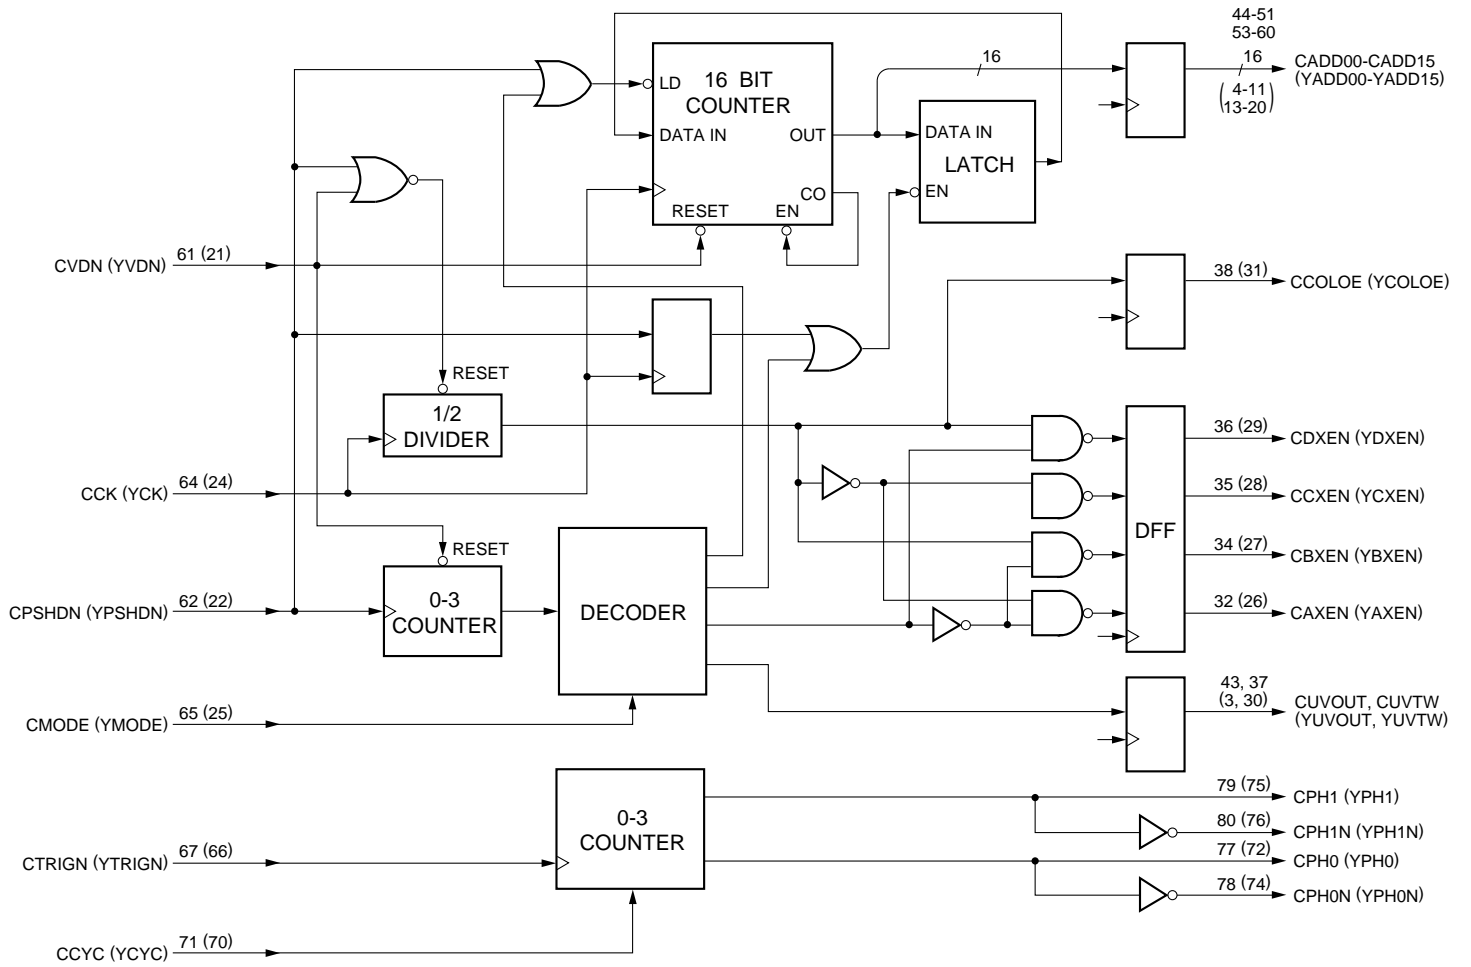 44-51
53-60
16
16
CADD00-CADD15
(YADD00-YADD15)
(4-11
13-20)
LD
16 BIT
COUNTER
DATA IN
OUT
CO
RESET
EN
DATA IN
LATCH
EN
CVDN (YVDN)
61 (21)
38 (31)
CCOLOE (YCOLOE)
RESET
1/2
DIVIDER
36 (29)
CDXEN (YDXEN)
CCK (YCK)
64 (24)
35 (28)
CCXEN (YCXEN)
DFF
34 (27)
CBXEN (YBXEN)
RESET
CPSHDN (YPSHDN)
62 (22)
0-3
COUNTER
DECODER
32 (26)
CAXEN (YAXEN)
CMODE (YMODE)
65 (25)
43, 37
(3, 30)
CUVOUT, CUVTW
(YUVOUT, YUVTW)
79 (75)
CPH1 (YPH1)
0-3
COUNTER
80 (76)
CPH1N (YPH1N)
CTRIGN (YTRIGN)
67 (66)
77 (72)
CPH0 (YPH0)
78 (74)
CPH0N (YPH0N)
CCYC (YCYC)
71 (70)